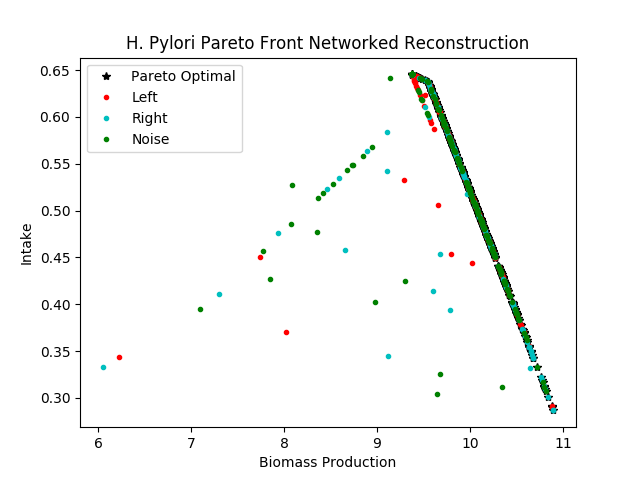 H. Pylori Pareto Front Networked Reconstruction
Pareto Optimal
Left
Right
Noise
Intake
0.65
0.60
0.55
0.50
0.45
0.40
0.35
0.30
6 7 8 9 10 11
Biomass Production